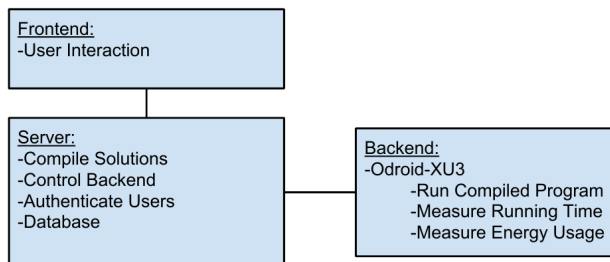 Frontend:
-User Interaction
Server:
-Compile Solutions
-Control Backend
-Authenticate Users
-Database
Backend:
-Odroid-XU3
-Run Compiled Program
-Measure Running Time
-Measure Energy Usage